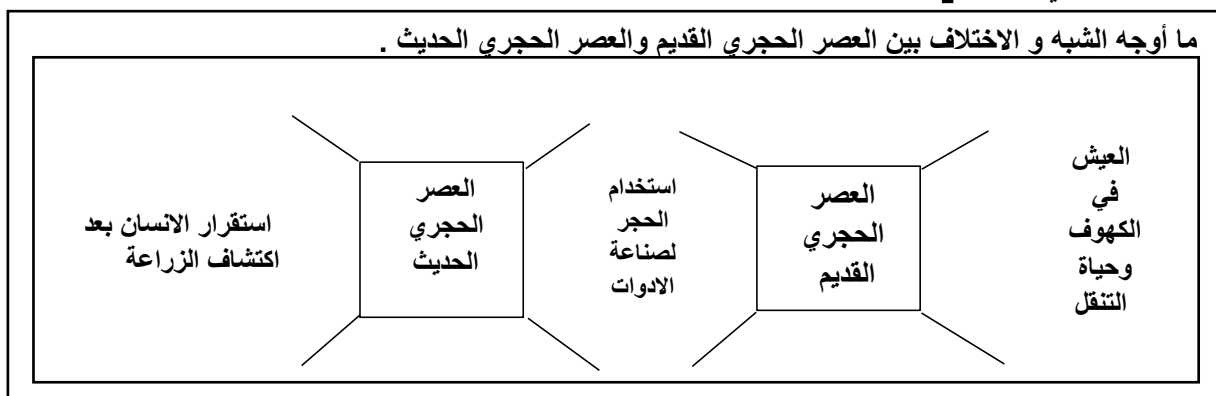 ما أوجه الشبه و الاختلاف بين العصر الحجري القديم والعصر الحجري الحديث .
العيش
في
الكهوف
وحياة
التنقل
العصر
الحجري
القديم
استخدام
الحجر
لصناعة
الادوات
العصر
الحجري
الحديث
استقرار الانسان بعد
اكتشاف الزراعة